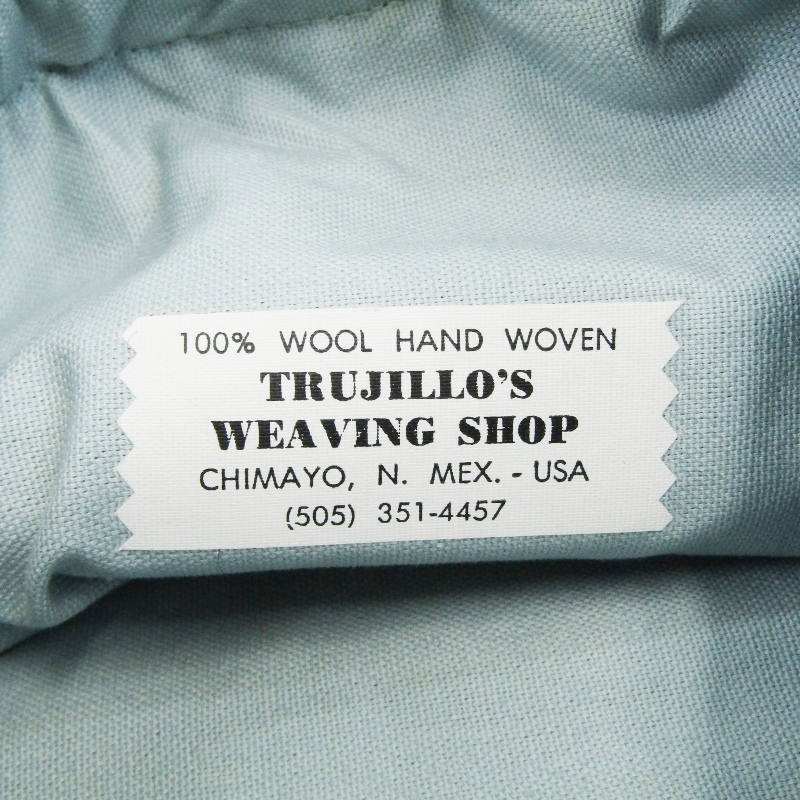 100% WOOL HAND WOVEN
TRUJILLO'S
WEAVING SHOP
CHIMAYO, N. MEX. - USA
(505) 351-4457